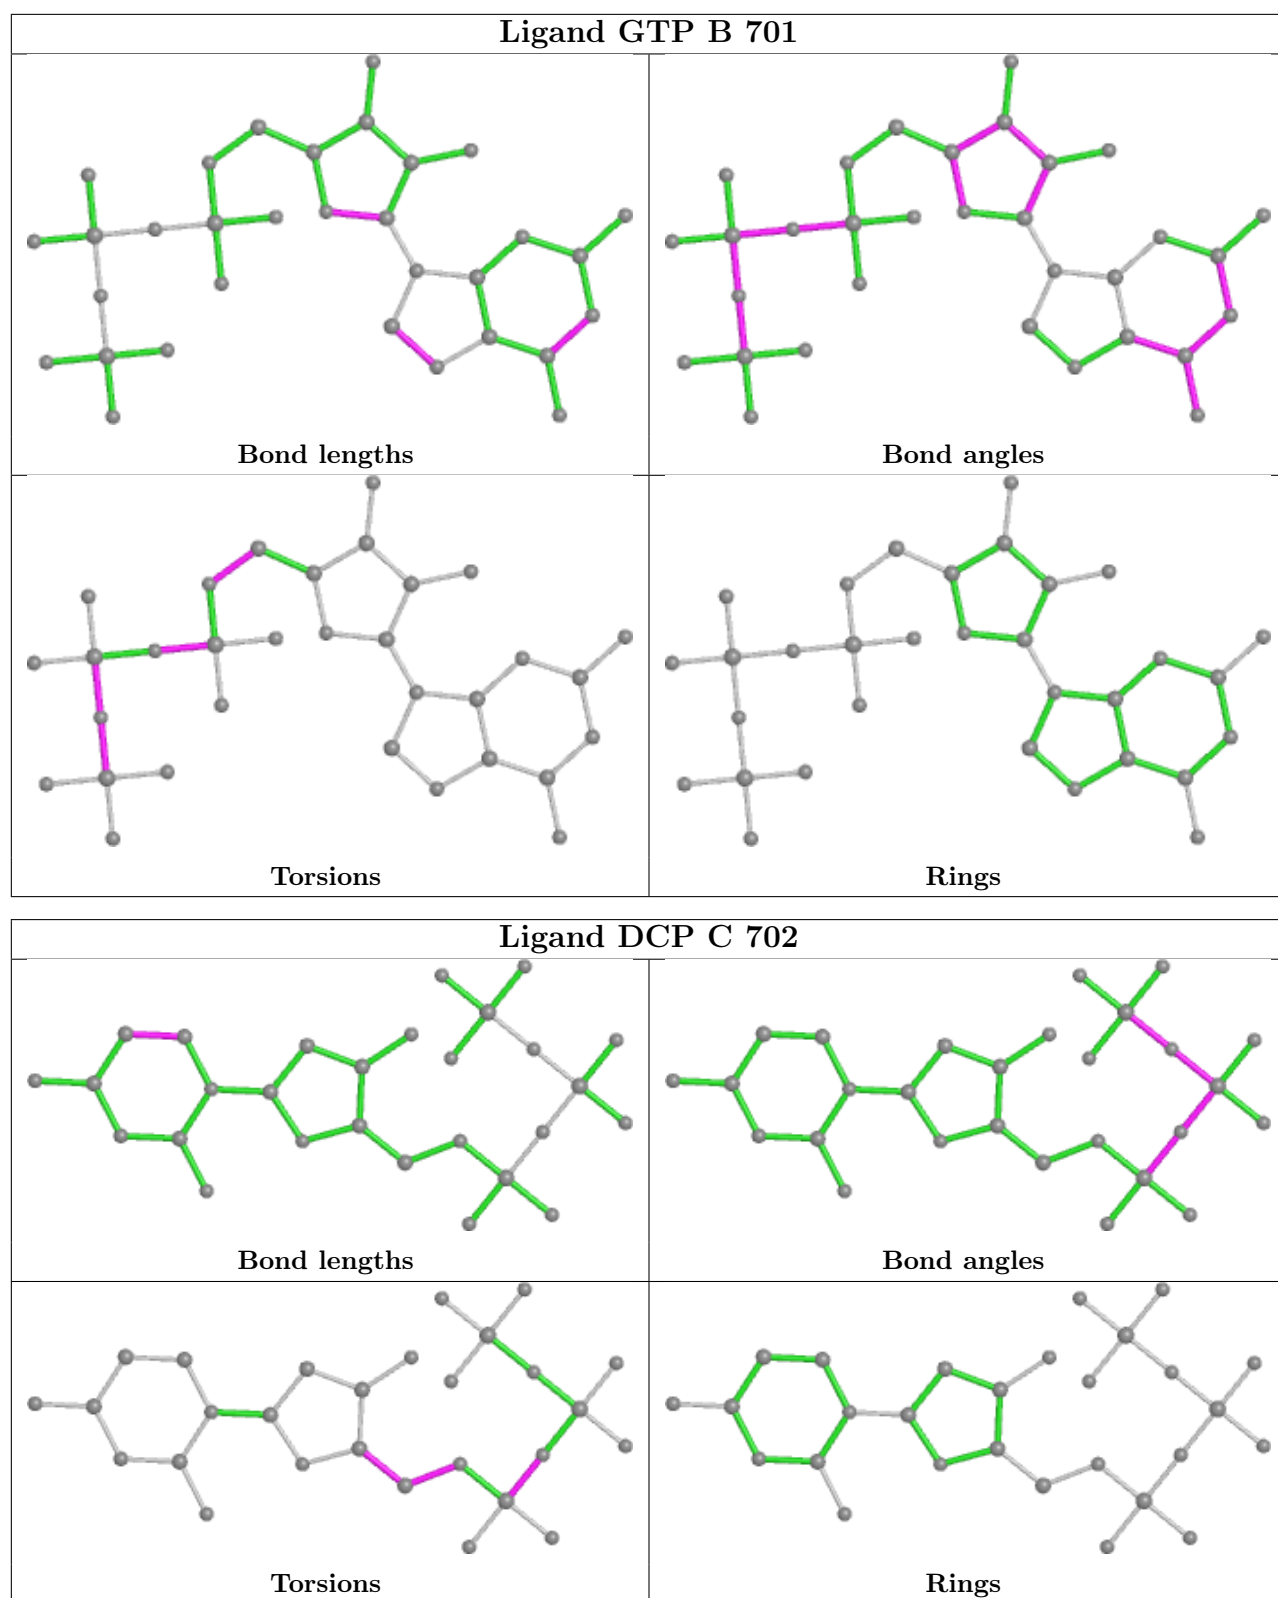 Ligand GTP B 701
Bond lengths
Bond angles
Torsions
Rings
Ligand DCP C 702
Bond lengths
Bond angles
Torsions
Rings